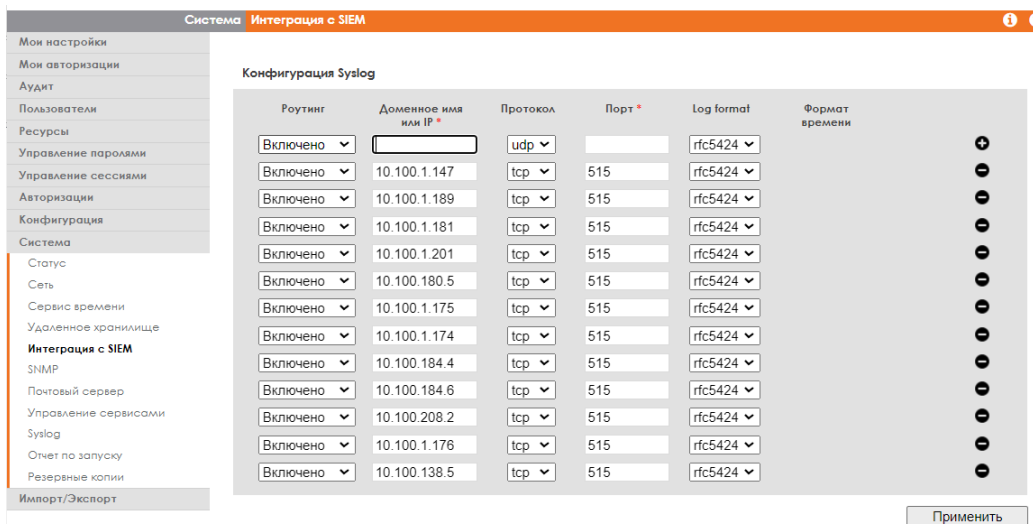 Система Интеграция с SIEM
Мои настройки
Мои авторизации
Аудит
Пользователи
Ресурсы
Управление паролями
Управление сессиями
Авторизации
Конфигурация
Система
Статус
Сеть
Сервис времени
Удаленное хранилище
Интеграция с SIEM
SNMP
Почтовый сервер
Управление сервисами
Syslog
Отчет по запуску
Резервные копии
Импорт/Экспорт
Конфигурация Syslog
Роутинг Доменное имя или IP * Протокол Порт * Log format Формат времени
Включено udp rfc5424
Включено 10.100.1.147 tcp 515 rfc5424
Включено 10.100.1.189 tcp 515 rfc5424
Включено 10.100.1.181 tcp 515 rfc5424
Включено 10.100.1.201 tcp 515 rfc5424
Включено 10.100.180.5 tcp 515 rfc5424
Включено 10.100.1.175 tcp 515 rfc5424
Включено 10.100.1.174 tcp 515 rfc5424
Включено 10.100.184.4 tcp 515 rfc5424
Включено 10.100.184.6 tcp 515 rfc5424
Включено 10.100.208.2 tcp 515 rfc5424
Включено 10.100.1.176 tcp 515 rfc5424
Включено 10.100.138.5 tcp 515 rfc5424
Применить